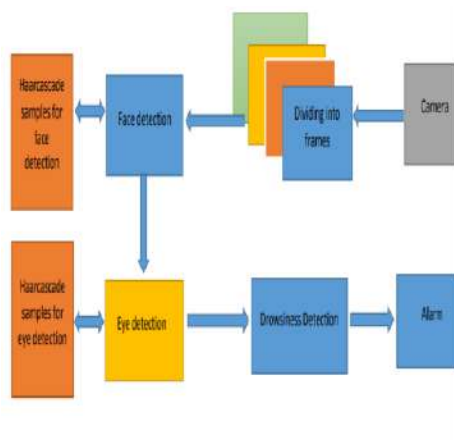 Haarcascade
samples for
face
detection
Face detection
Dividing into
frames
Camera
Haarcascade
samples for
eye detection
Eye detection
Drowsiness Detection
Alarm